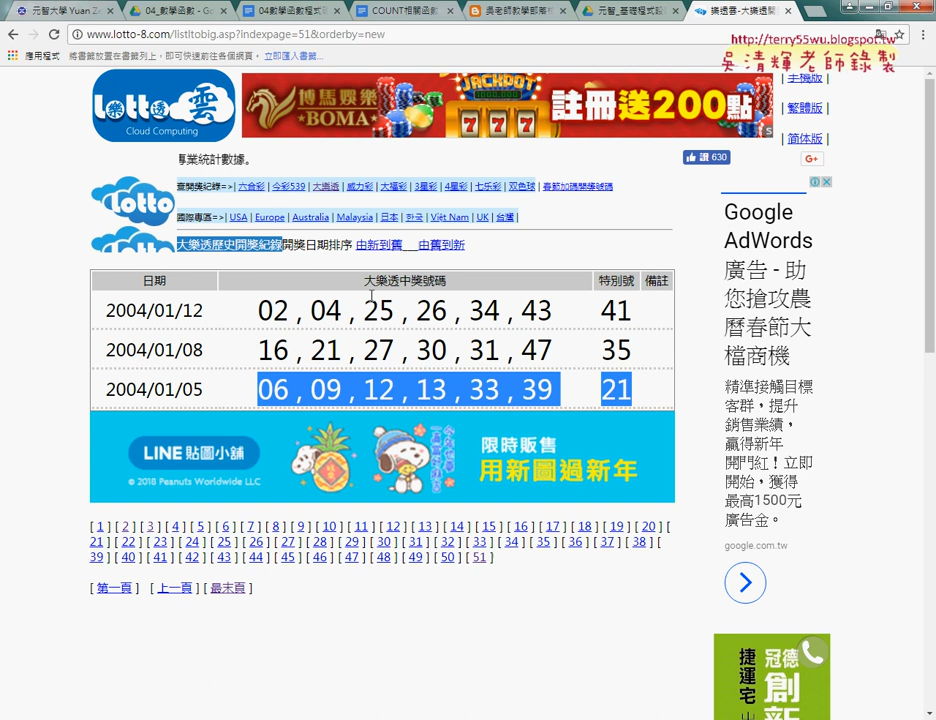 元智大學 Yuan Z
04_數學函數 - Go
04數學函數程式
COUNT相關函數
吳老師教學部落格
元智_基礎程式設
樂透雲-大樂透開
www.lotto-8.com/listltobig.asp?indexpage=51&orderby=new
http://terry55wu.blogspot.tw
吳清輝老師錄製
應用程式 將書籤放置在書籤列上，即可快速前往各個網頁。 立即匯入書籤...
Lotto 雲
Cloud Computing
博馬娛樂
BOMA
JACKPOT
777
註冊送200點
| 手機版 |
| 繁體版 |
| 简体版 |
專業統計數據。
讚 630
G+
Lotto
查開獎紀錄=>| 六合彩 | 今彩539 | 大樂透 | 威力彩 | 大福彩 | 3星彩 | 4星彩 | 七乐彩 | 双色球 | 春節加碼開獎號碼
國際專區=>| USA | Europe | Australia | Malaysia | 日本 | 한국 | Việt Nam | UK | 台灣 |
大樂透歷史開獎紀錄開獎日期排序 由新到舊 由舊到新
日期 大樂透中獎號碼 特別號 備註
2004/01/12 02 , 04 , 25 , 26 , 34 , 43 41
2004/01/08 16 , 21 , 27 , 30 , 31 , 47 35
2004/01/05 06 , 09 , 12 , 13 , 33 , 39 21
LINE 貼圖小舖
© 2018 Peanuts Worldwide LLC
限時販售
用新圖過新年
[ 1 ] [ 2 ] [ 3 ] [ 4 ] [ 5 ] [ 6 ] [ 7 ] [ 8 ] [ 9 ] [ 10 ] [ 11 ] [ 12 ] [ 13 ] [ 14 ] [ 15 ] [ 16 ] [ 17 ] [ 18 ] [ 19 ] [ 20 ] [
21 ] [ 22 ] [ 23 ] [ 24 ] [ 25 ] [ 26 ] [ 27 ] [ 28 ] [ 29 ] [ 30 ] [ 31 ] [ 32 ] [ 33 ] [ 34 ] [ 35 ] [ 36 ] [ 37 ] [ 38 ] [
39 ] [ 40 ] [ 41 ] [ 42 ] [ 43 ] [ 44 ] [ 45 ] [ 46 ] [ 47 ] [ 48 ] [ 49 ] [ 50 ] [ 51 ]
[ 第一頁 ] [ 上一頁 ] [ 最末頁 ]
Google
AdWords
廣告 - 助
您搶攻農
曆春節大
檔商機
精準接觸目標
客群，提升
銷售業績，
贏得新年
開門紅！立即
開始，獲得
最高1500元
廣告金。
google.com.tw
捷運宅
冠德
創新